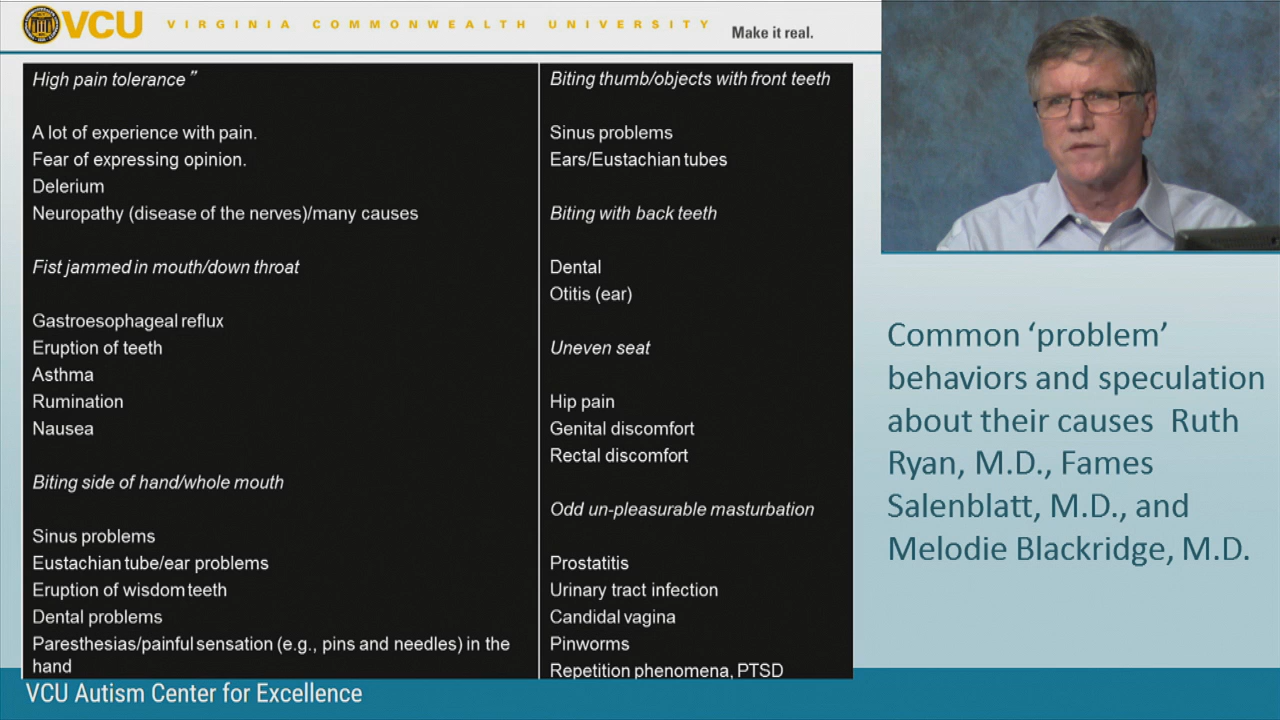 VCU VIRGINIA COMMONWEALTH UNIVERSITY Make it real.
High pain tolerance”
A lot of experience with pain.
Fear of expressing opinion.
Delerium
Neuropathy (disease of the nerves)/many causes
Fist jammed in mouth/down throat
Gastroesophageal reflux
Eruption of teeth
Asthma
Rumination
Nausea
Biting side of hand/whole mouth
Sinus problems
Eustachian tube/ear problems
Eruption of wisdom teeth
Dental problems
Paresthesias/painful sensation (e.g., pins and needles) in the
hand
Biting thumb/objects with front teeth
Sinus problems
Ears/Eustachian tubes
Biting with back teeth
Dental
Otitis (ear)
Uneven seat
Hip pain
Genital discomfort
Rectal discomfort
Odd un-pleasurable masturbation
Prostatitis
Urinary tract infection
Candidal vagina
Pinworms
Repetition phenomena, PTSD
Common ‘problem’
behaviors and speculation
about their causes Ruth
Ryan, M.D., Fames
Salenblatt, M.D., and
Melodie Blackridge, M.D.
VCU Autism Center for Excellence